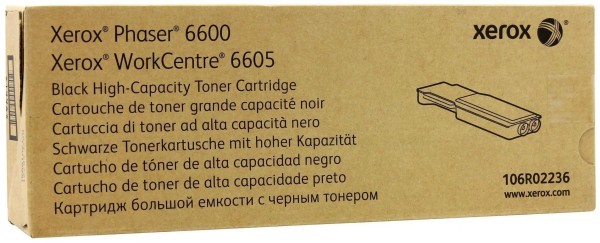 Xerox® Phaser® 6600
Xerox® WorkCentre® 6605
xerox
Black High-Capacity Toner Cartridge
Cartouche de toner grande capacité noir
Cartuccia di toner ad alta capacità nero
Schwarze Tonerkartusche mit hoher Kapazität
Cartucho de tóner de alta capacidad negro
Cartucho de toner de alta capacidade preto
Картридж большой емкости с черным тонером
106R02236
www.xerox.com